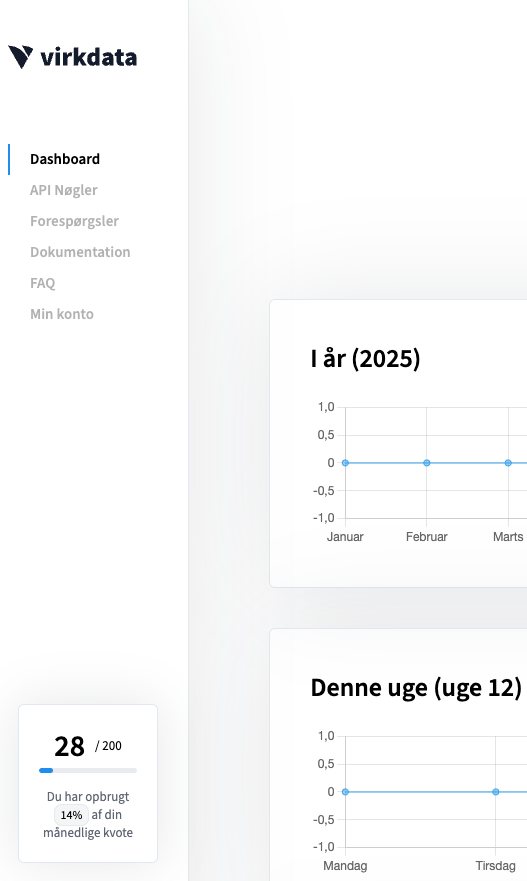 virkdata
Dashboard
API Nøgler
Forespørgsler
Dokumentation
FAQ
Min konto
28 / 200
Du har opbrugt
14% af din
månedlige kvote
I år (2025)
1,0
0,5
0
-0,5
-1,0
Januar Februar Marts
Denne uge (uge 12)
1,0
0,5
0
-0,5
-1,0
Mandag Tirsdag